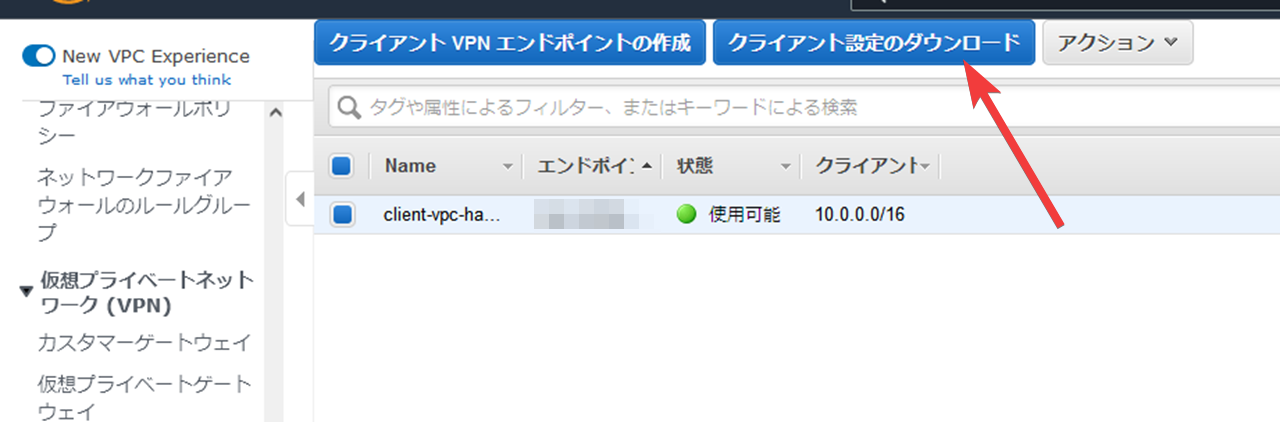 クライアント VPN エンドポイントの作成
クライアント設定のダウンロード
アクション
New VPC Experience
Tell us what you think
ファイアウォールポリ
シー
ネットワークファイア
ウォールのルールグルー
プ
仮想プライベートネット
ワーク (VPN)
カスタマーゲートウェイ
仮想プライベートゲート
ウェイ
タグや属性によるフィルター、またはキーワードによる検索
Name
エンドポイ
状態
クライアント
client-vpc-ha...
使用可能
10.0.0.0/16